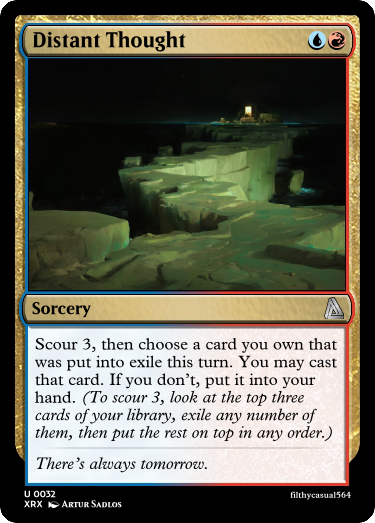 Distant Thought
Sorcery
Scour 3, then choose a card you own that
was put into exile this turn. You may cast
that card. If you don't, put it into your
hand. (To scour 3, look at the top three
cards of your library, exile any number of
them, then put the rest on top in any order.)
There's always tomorrow.
U 0032
XRX Artur Sadlos
filthycasual564